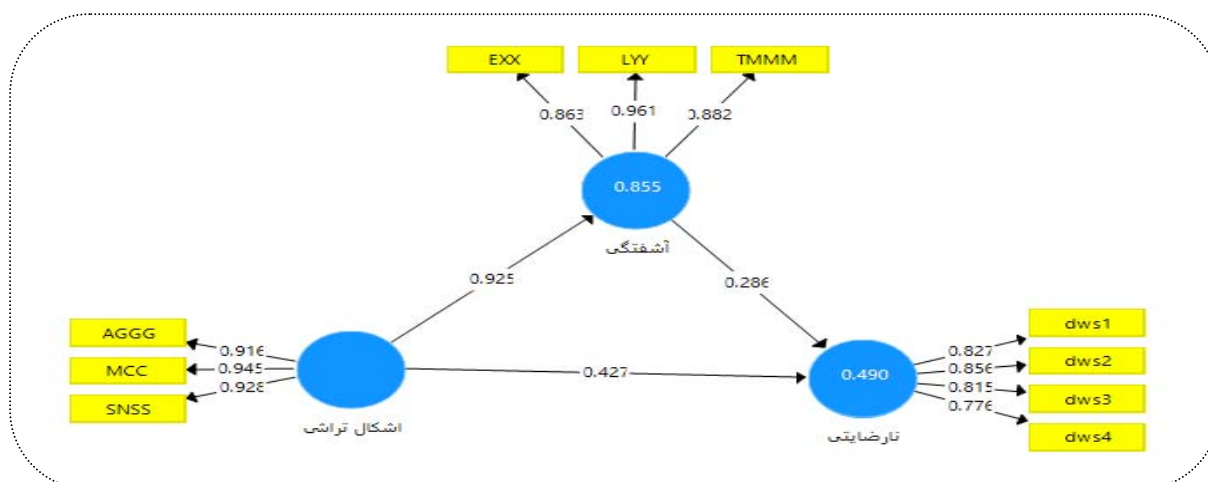 EXX LYY TMMM
0.863 0.961 0.882
0.855
آشفتگی
0.925 0.286
AGGG
MCC
SNSS
0.916
0.945
0.928
اشکال تراشی
0.427
0.490
نارضایتی
0.827
0.856
0.815
0.776
dws1
dws2
dws3
dws4